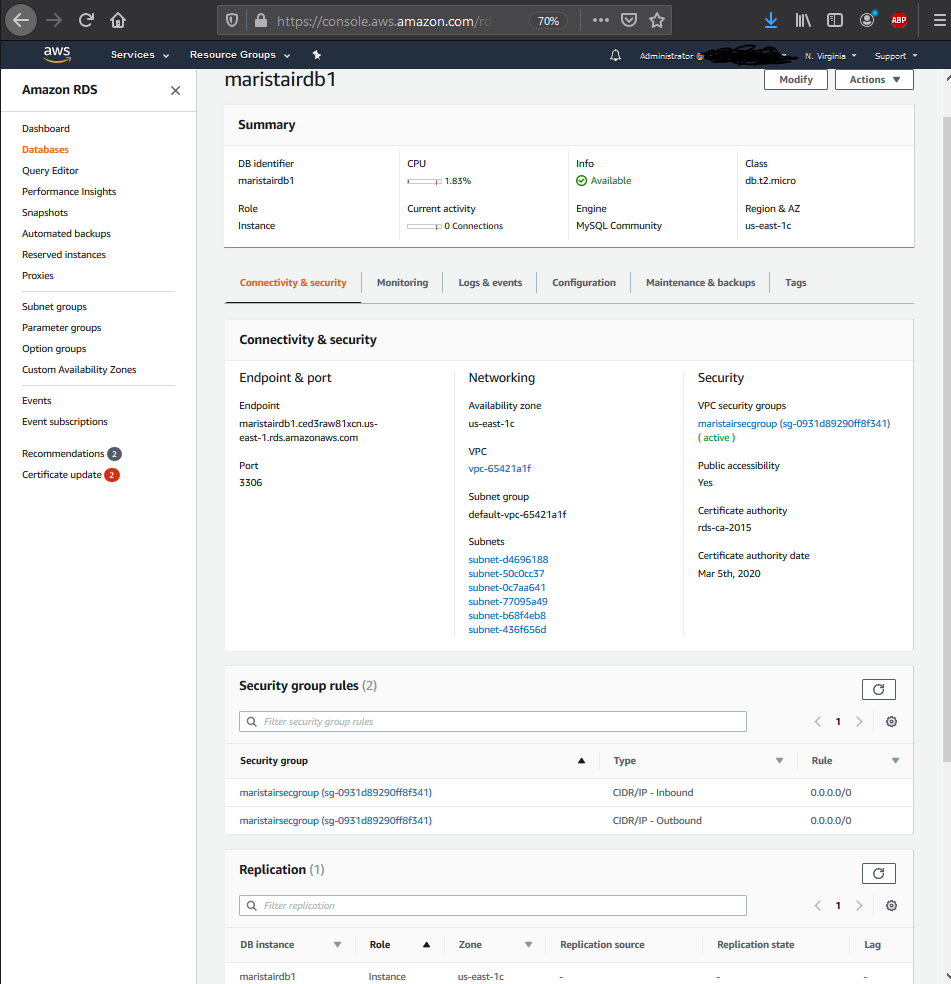 https://console.aws.amazon.com/rd
70%
ABP
aws
Services
Resource Groups
Administrator @
N. Virginia
Support
Amazon RDS
Dashboard
Databases
Query Editor
Performance Insights
Snapshots
Automated backups
Reserved instances
Proxies
Subnet groups
Parameter groups
Option groups
Custom Availability Zones
Events
Event subscriptions
Recommendations 2
Certificate update 2
maristairdb1
Modify
Actions
Summary
DB identifier
maristairdb1
CPU
1.83%
Info
Available
Class
db.t2.micro
Role
Instance
Current activity
0 Connections
Engine
MySQL Community
Region & AZ
us-east-1c
Connectivity & security
Monitoring
Logs & events
Configuration
Maintenance & backups
Tags
Connectivity & security
Endpoint & port
Endpoint
maristairdb1.ced3raw81xcn.us-
east-1.rds.amazonaws.com
Port
3306
Networking
Availability zone
us-east-1c
VPC
vpc-65421a1f
Subnet group
default-vpc-65421a1f
Subnets
subnet-d4696188
subnet-50c0cc37
subnet-0c7aa641
subnet-77095a49
subnet-b68f4eb8
subnet-436f656d
Security
VPC security groups
maristairsecgroup (sg-0931d89290ff8f341)
( active )
Public accessibility
Yes
Certificate authority
rds-ca-2015
Certificate authority date
Mar 5th, 2020
Security group rules (2)
Filter security group rules
1
Security group
Type
Rule
maristairsecgroup (sg-0931d89290ff8f341)
CIDR/IP - Inbound
0.0.0.0/0
maristairsecgroup (sg-0931d89290ff8f341)
CIDR/IP - Outbound
0.0.0.0/0
Replication (1)
Filter replication
1
DB instance
Role
Zone
Replication source
Replication state
Lag
maristairdb1
Instance
us-east-1c
-
-
-